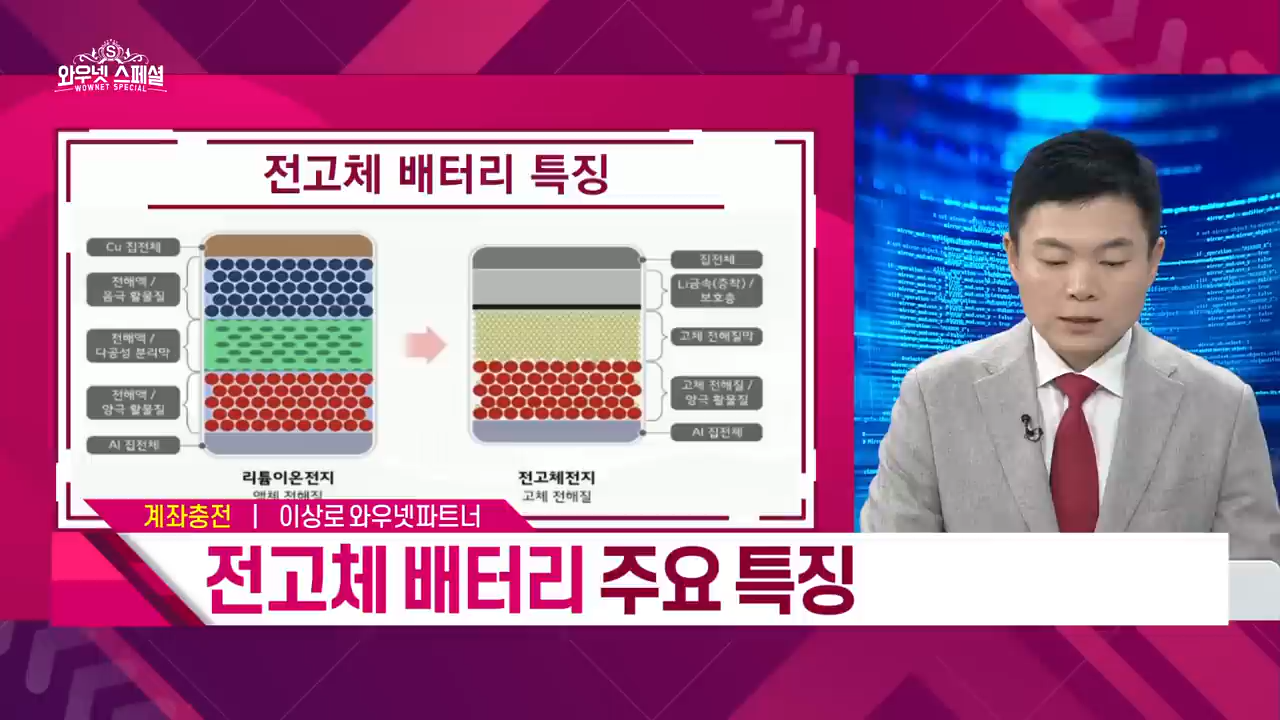 와우넷 스페셜
WOWNET SPECIAL
전고체 배터리 특징
Cu 집전체
전해액 /
음극 활물질
전해액 /
다공성 분리막
전해액 /
양극 활물질
Al 집전체
리튬이온전지
액체 전해질
집전체
Li금속(증착) /
보호층
고체 전해질막
고체 전해질 /
양극 활물질
Al 집전체
전고체전지
고체 전해질
계좌충전 | 이상로 와우넷파트너
전고체 배터리 주요 특징